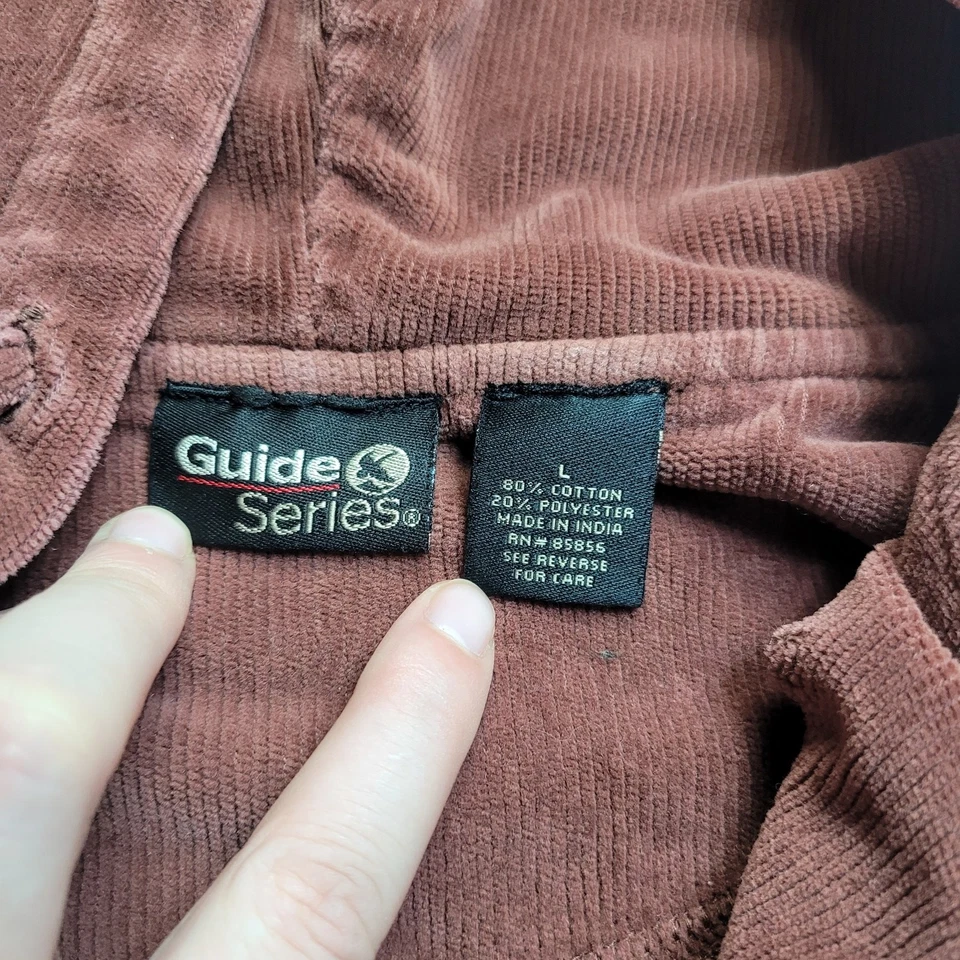 Guide
Series®
L
80% COTTON
20% POLYESTER
MADE IN INDIA
RN# 85856
SEE REVERSE
FOR CARE